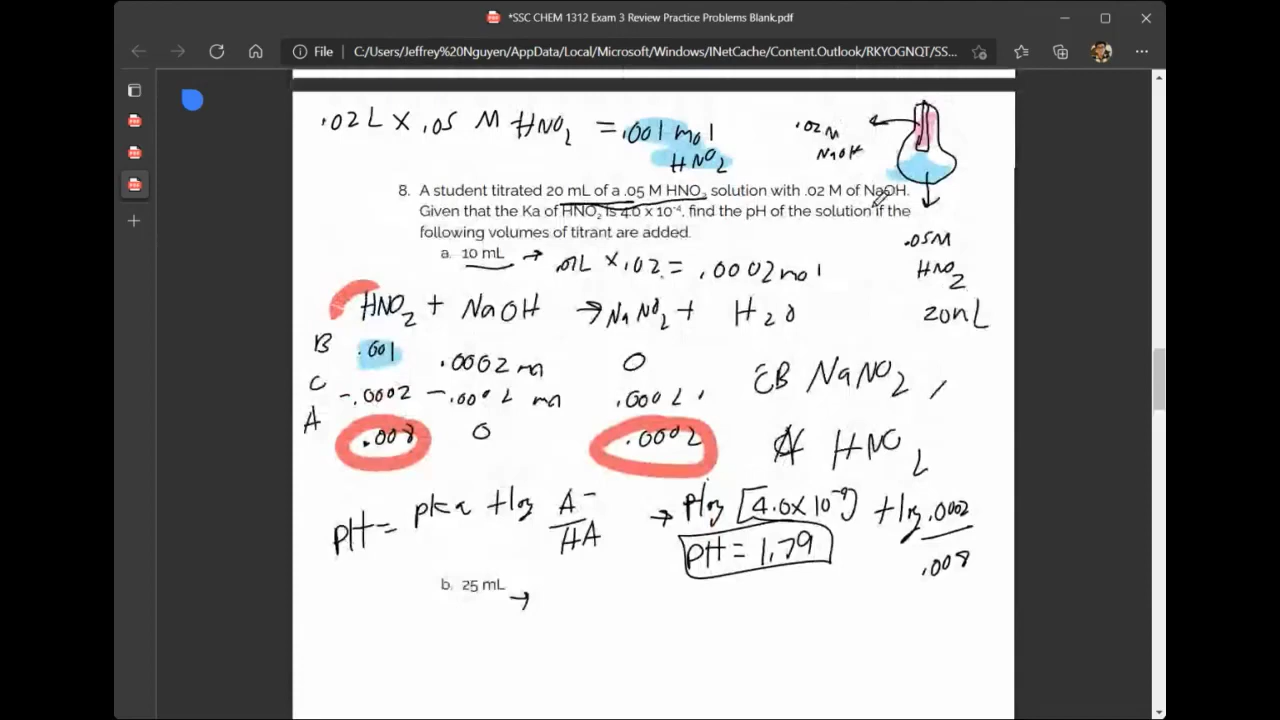 *SSC CHEM 1312 Exam 3 Review Practice Problems Blank.pdf
File C:/Users/Jeffrey%20Nguyen/AppData/Local/Microsoft/Windows/INetCache/Content.Outlook/RKYOGNQT/SS...
.02L X .05 M HNO2 = .001 mol
HNO2
.02M
NaOH
8. A student titrated 20 mL of a .05 M HNO2 solution with .02 M of NaOH.
Given that the Ka of HNO2 is 4.0 x 10-4, find the pH of the solution if the
following volumes of titrant are added.
.05M
HNO2
20mL
a. 10 mL → .01L X .02 = .0002 mol
HNO2 + NaOH → NaNO2 + H2O
B .001 .0002 0
C -.0002 -.0002 .0002
A .008 0 .0002
CB NaNO2
A HNO2
pH = pka + log A-/HA → plog [4.0x10-4] + log .0002/.008
pH = 1.79
b. 25 mL →